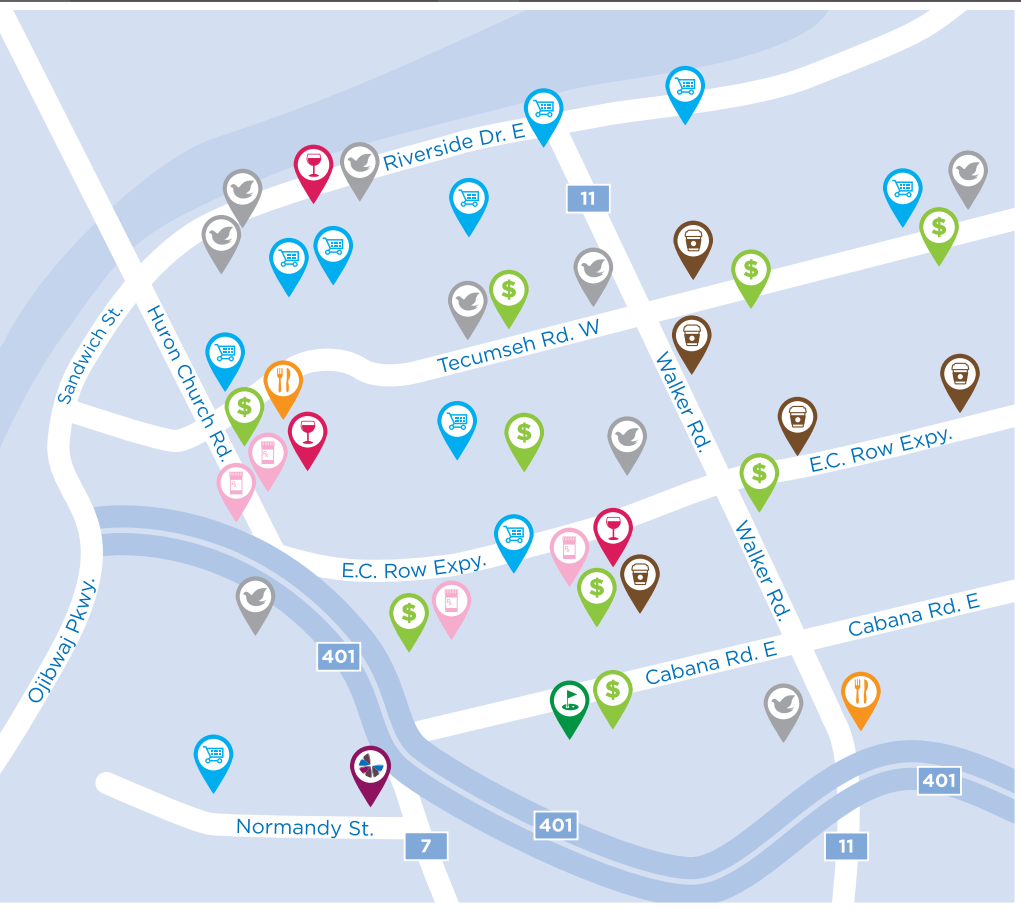 Riverside Dr. E
11
$
$
$
Sandwich St.
Huron Church Rd.
Tecumseh Rd. W
Walker Rd.
$
$
E.C. Row Expy.
$
Walker Rd.
E.C. Row Expy.
Ojibwaj Pkwy.
$
$
Cabana Rd. E
401
Cabana Rd. E
$
401
Normandy St.
401
7
11